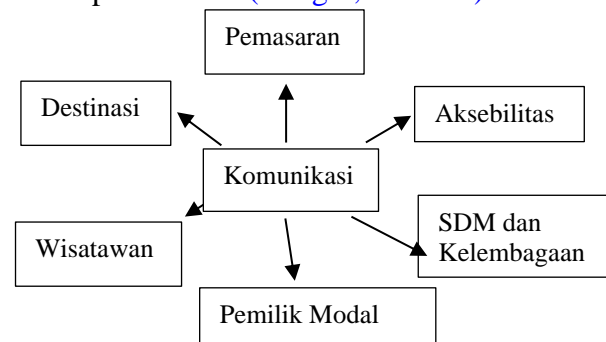 Pemasaran
Destinasi
Aksebilitas
Komunikasi
Wisatawan
SDM dan
Kelembagaan
Pemilik Modal